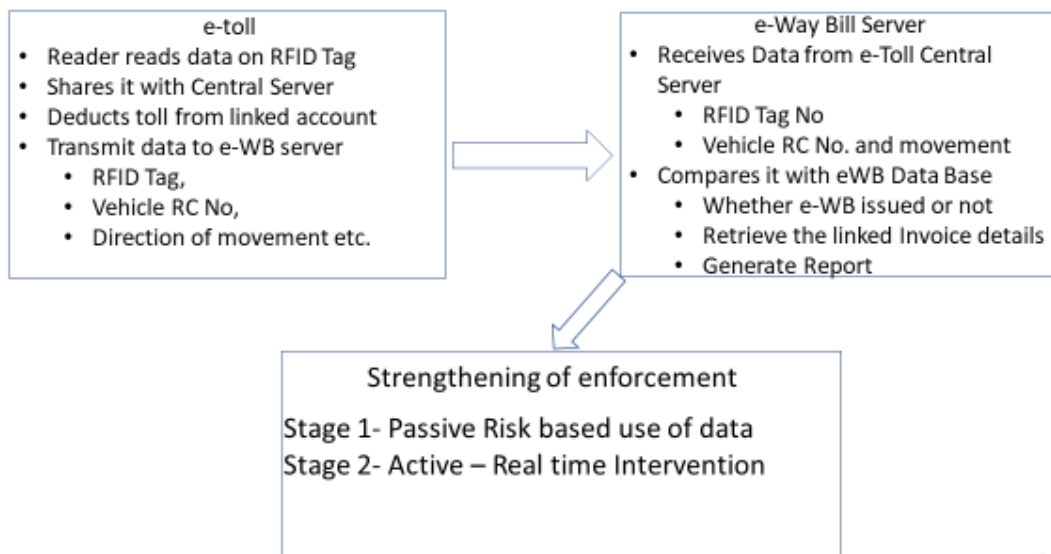 e-toll
• Reader reads data on RFID Tag
• Shares it with Central Server
• Deducts toll from linked account
• Transmit data to e-WB server
• RFID Tag,
• Vehicle RC No,
• Direction of movement etc.
e-Way Bill Server
• Receives Data from e-Toll Central
Server
• RFID Tag No
• Vehicle RC No. and movement
• Compares it with eWB Data Base
• Whether e-WB issued or not
• Retrieve the linked Invoice details
• Generate Report
Strengthening of enforcement
Stage 1- Passive Risk based use of data
Stage 2- Active – Real time Intervention